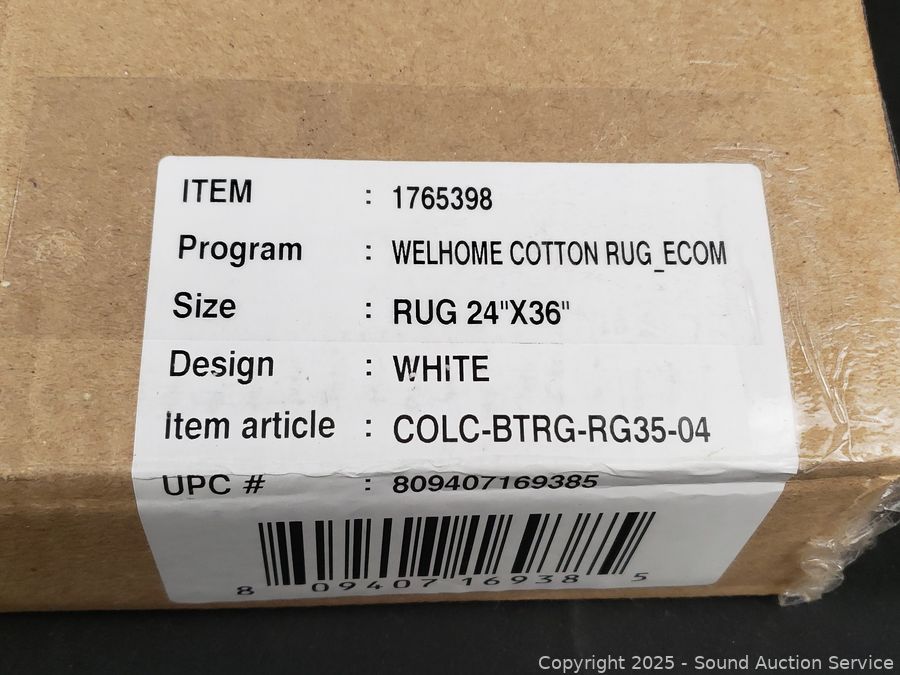 ITEM : 1765398
Program : WELHOME COTTON RUG_ECOM
Size : RUG 24"X36"
Design : WHITE
Item article : COLC-BTRG-RG35-04
UPC # : 809407169385
8 09407 16938 5
Copyright 2025 - Sound Auction Service